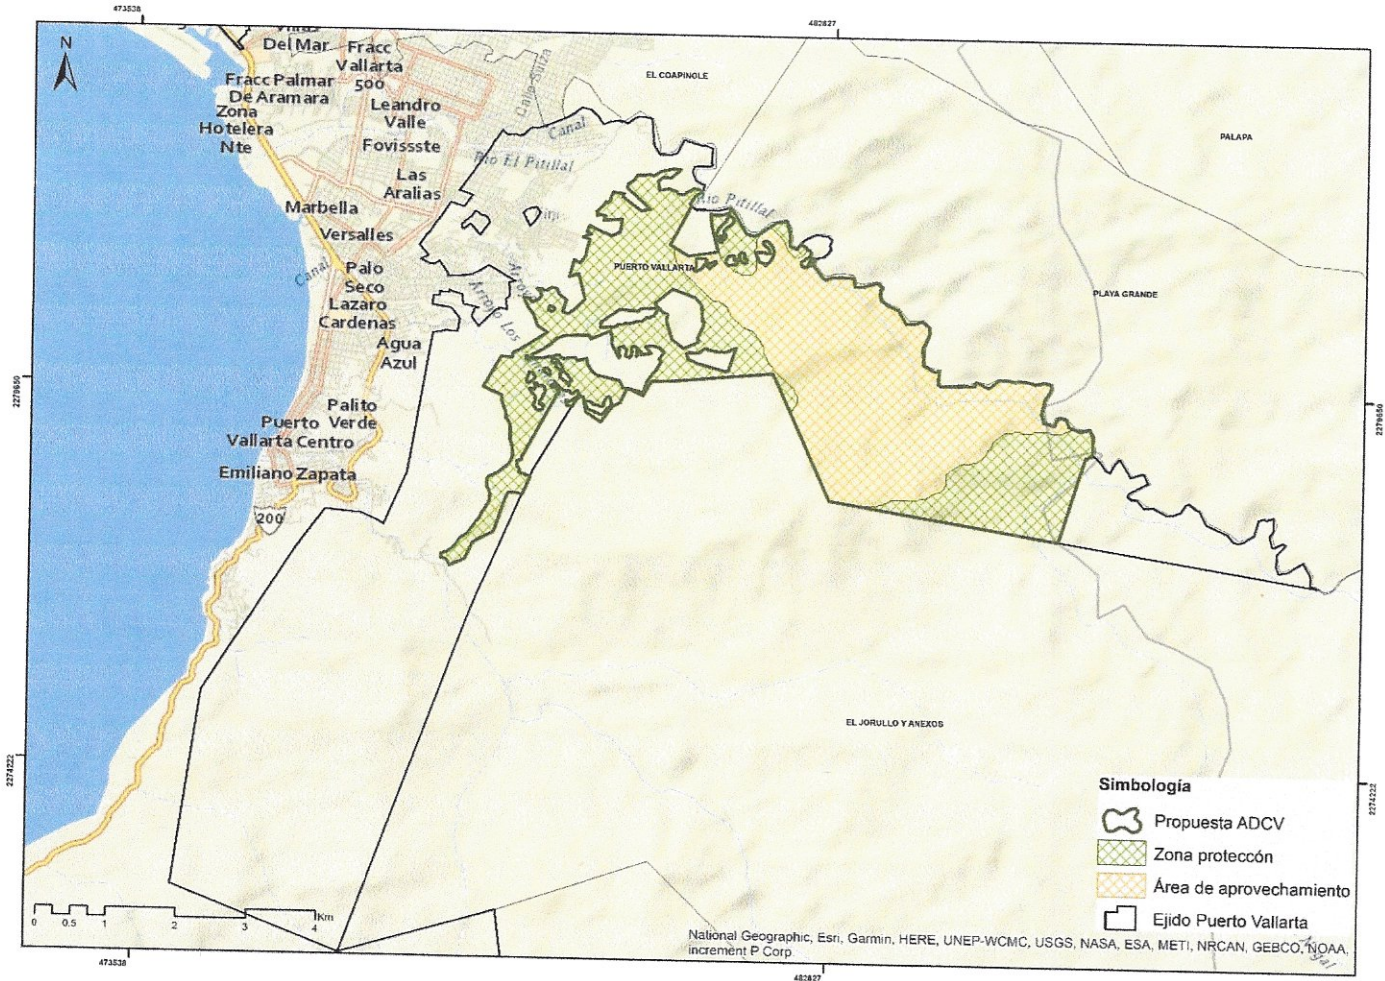 473538
482827
N
Del Mar
Fracc
Vallarta
500
Fracc Palmar
De Aramara
Zona
Hotelera
Nte
Leandro
Valle
Fovissste
Las
Aralias
Marbella
Versalles
Canal
Palo
Seco
Lazaro
Cardenas
Agua
Azul
Palito
Verde
Puerto
Vallarta Centro
Emiliano Zapata
200
Calle Suiza
Canal
Rio El Pitillal
Rio Pitillal
Arroyo Los
EL COAPINOLE
PALAPA
PUERTO VALLARTA
PLAYA GRANDE
EL JORULLO Y ANEXOS
2279650
2279650
2274222
2274222
Simbología
Propuesta ADCV
Zona proteccón
Área de aprovechamiento
Ejido Puerto Vallarta
0 0.5 1 2 3 4 Km
National Geographic, Esri, Garmin, HERE, UNEP-WCMC, USGS, NASA, ESA, METI, NRCAN, GEBCO, NOAA,
increment P Corp.
473538
482827